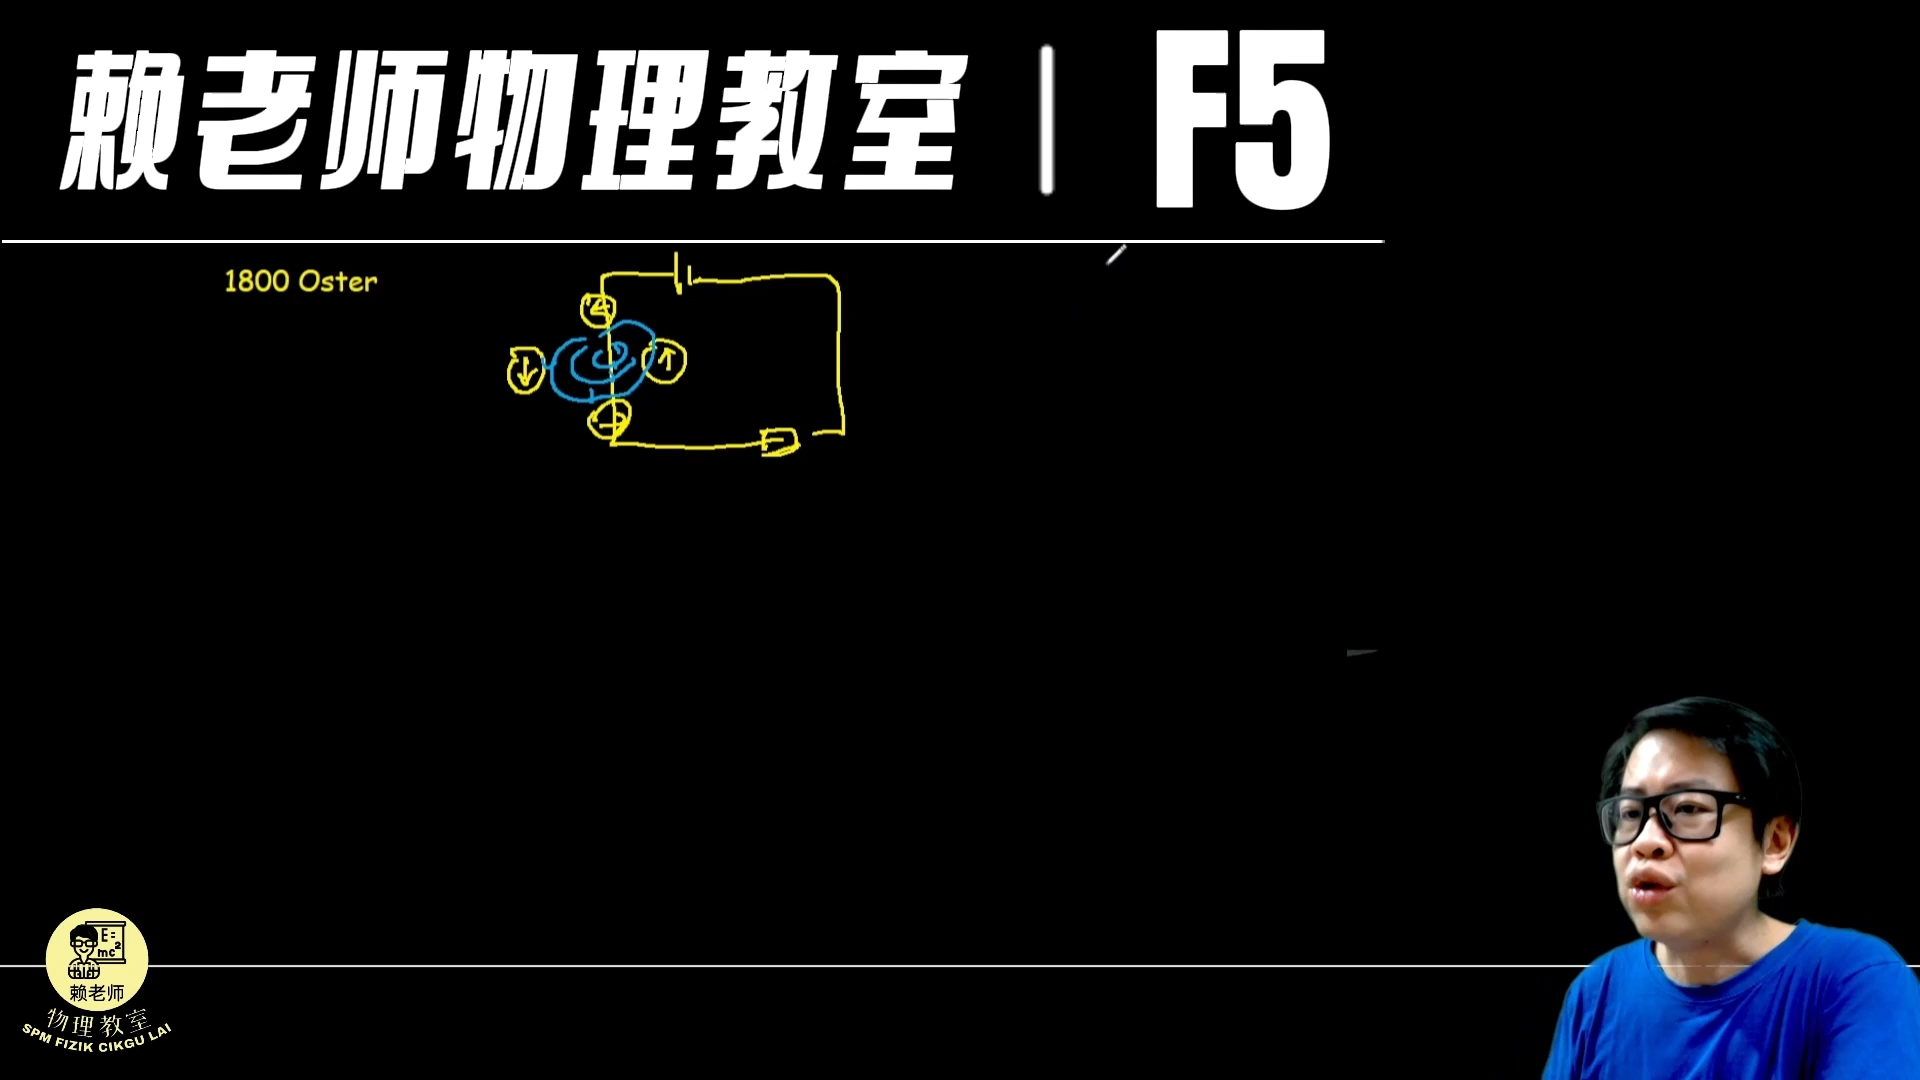 赖老师物理教室 | F5
1800 Oster
E=
mc²
赖老师
物理教室
SPM FIZIK CIKGU LAI